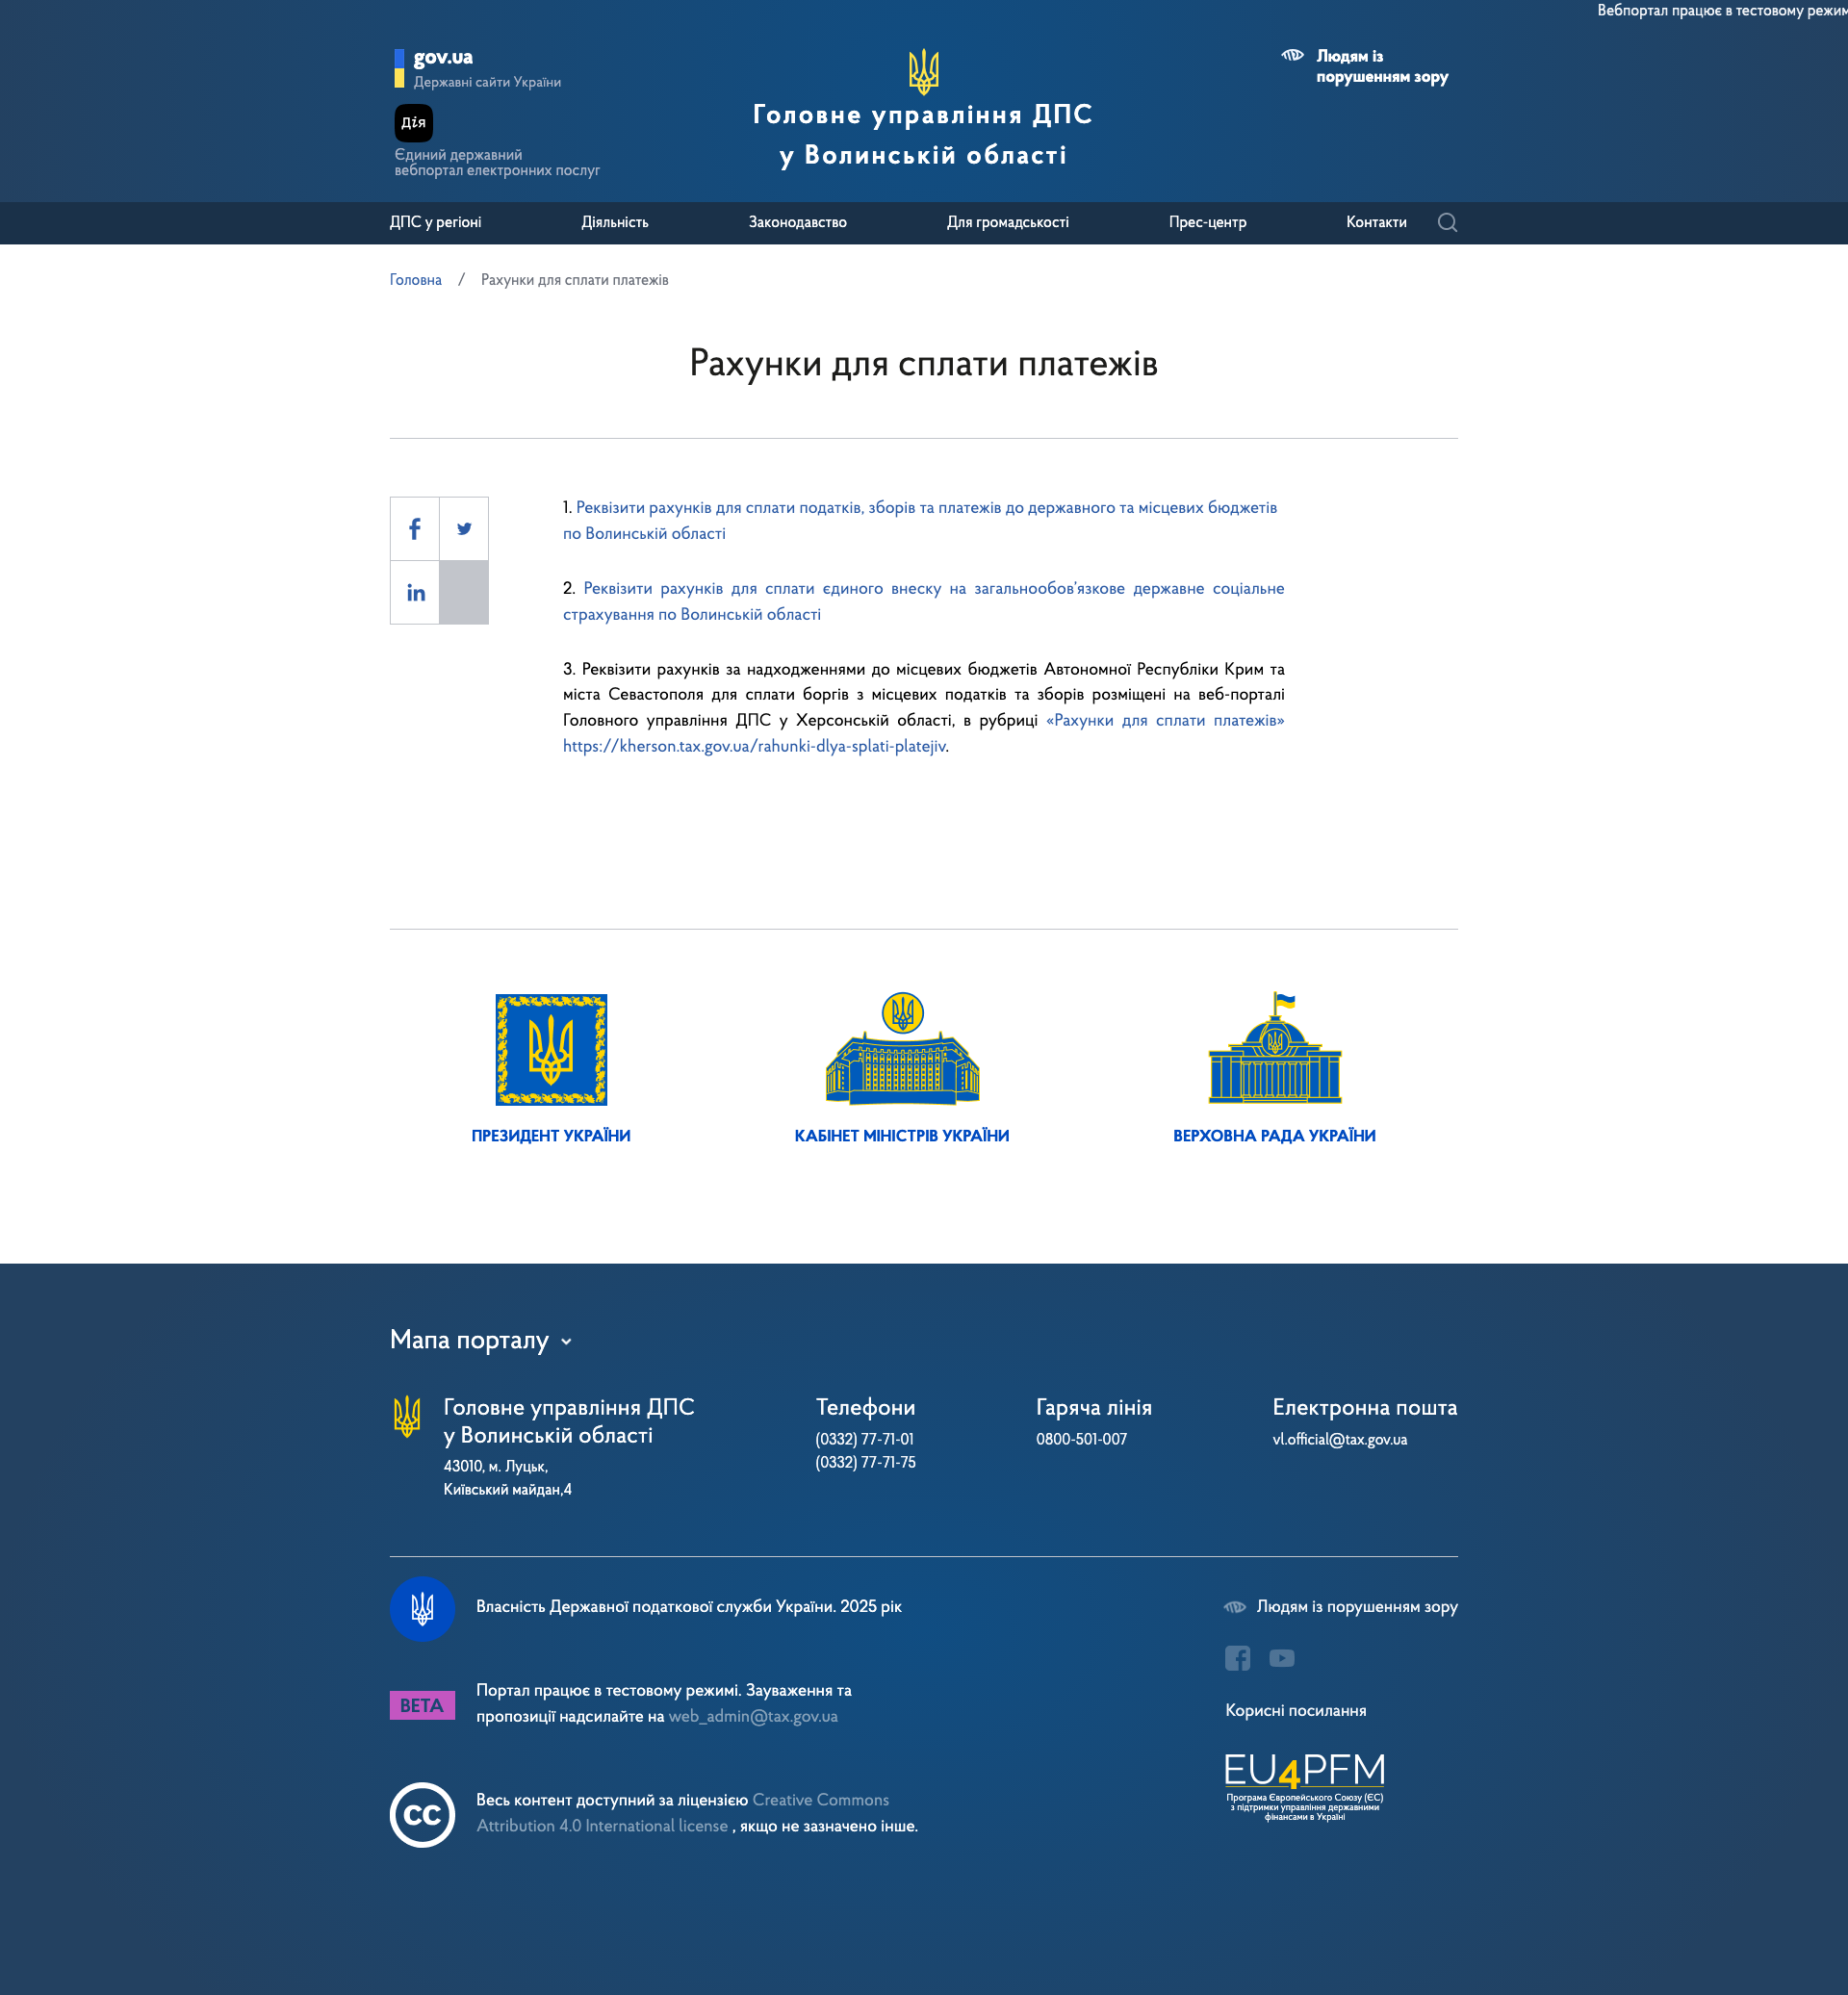 Вебпортал працює в тестовому режим
gov.ua
Державні сайти України
Дія
Єдиний державний
вебпортал електронних послуг
Головне управління ДПС
у Волинській області
Людям із
порушенням зору
ДПС у регіоні
Діяльність
Законодавство
Для громадськості
Прес-центр
Контакти
Головна / Рахунки для сплати платежів
Рахунки для сплати платежів
1. Реквізити рахунків для сплати податків, зборів та платежів до державного та місцевих бюджетів
по Волинській області
2. Реквізити рахунків для сплати єдиного внеску на загальнообов’язкове державне соціальне
страхування по Волинській області
3. Реквізити рахунків за надходженнями до місцевих бюджетів Автономної Республіки Крим та
міста Севастополя для сплати боргів з місцевих податків та зборів розміщені на веб-порталі
Головного управління ДПС у Херсонській області, в рубриці «Рахунки для сплати платежів»
https://kherson.tax.gov.ua/rahunki-dlya-splati-platejiv.
ПРЕЗИДЕНТ УКРАЇНИ
КАБІНЕТ МІНІСТРІВ УКРАЇНИ
ВЕРХОВНА РАДА УКРАЇНИ
Мапа порталу
Головне управління ДПС
у Волинській області
43010, м. Луцьк,
Київський майдан,4
Телефони
(0332) 77-71-01
(0332) 77-71-75
Гаряча лінія
0800-501-007
Електронна пошта
vl.official@tax.gov.ua
Власність Державної податкової служби України. 2025 рік
BETA
Портал працює в тестовому режимі. Зауваження та
пропозиції надсилайте на web_admin@tax.gov.ua
cc
Весь контент доступний за ліцензією Creative Commons
Attribution 4.0 International license , якщо не зазначено інше.
Людям із порушенням зору
Корисні посилання
EU4PFM
Програма Європейського Союзу (ЄС)
з підтримки управління державними
фінансами в Україні